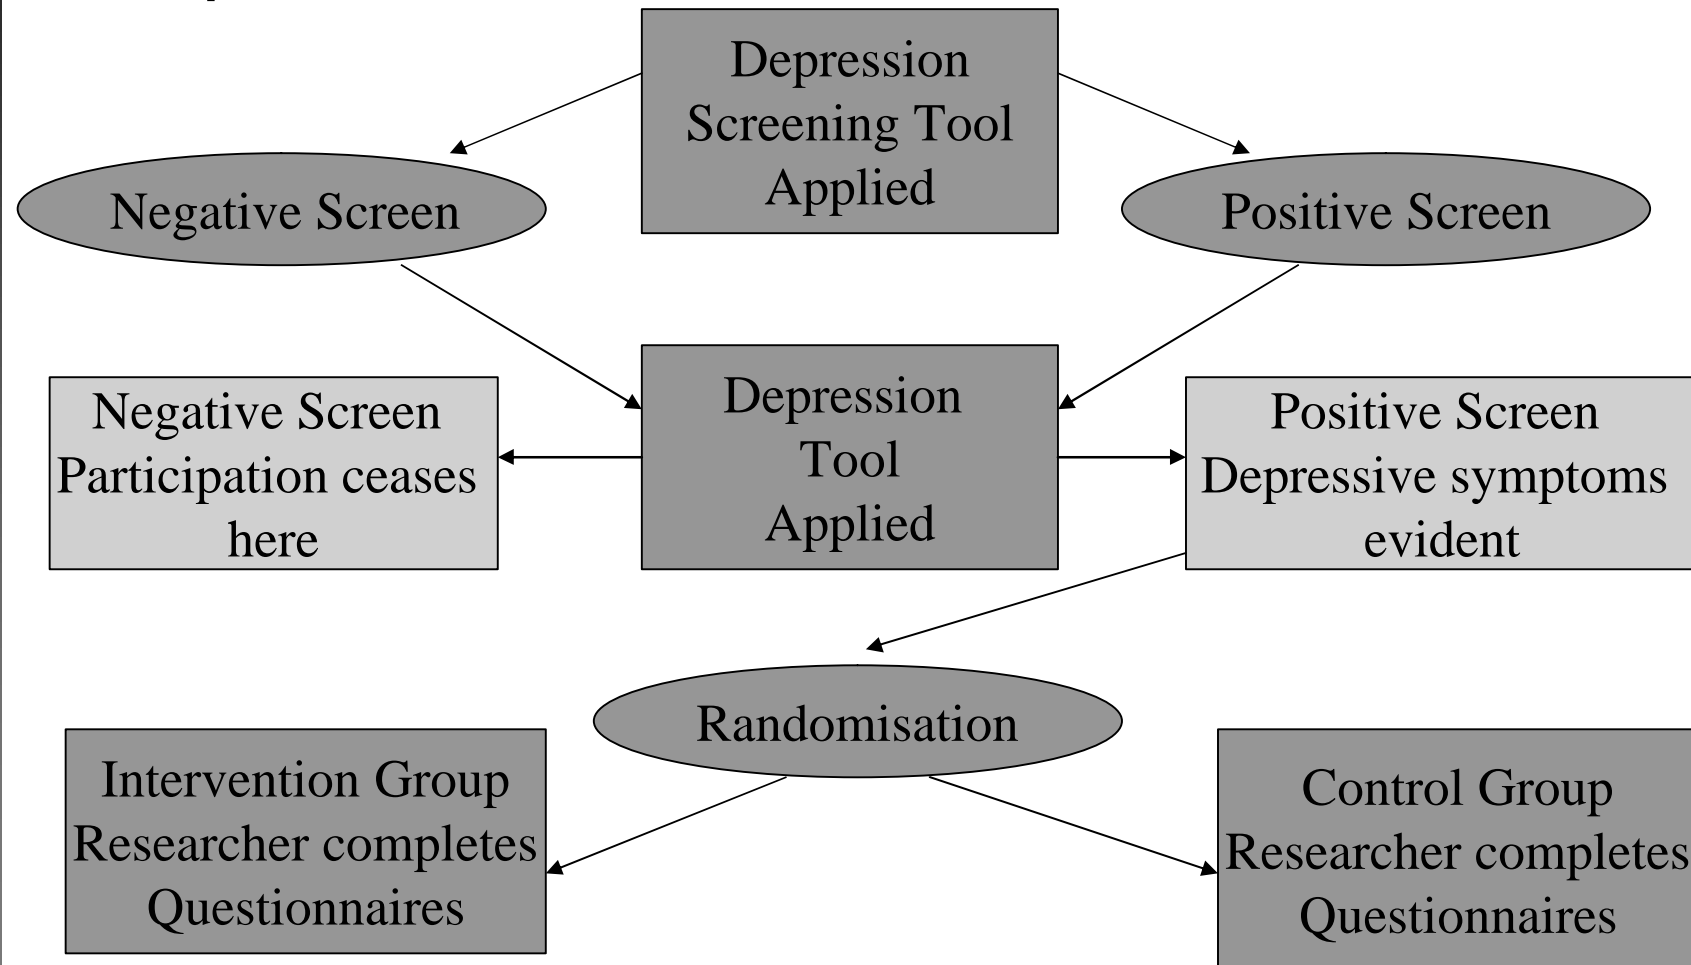 Depression
Screening Tool
Applied
Negative Screen
Positive Screen
Negative Screen
Participation ceases
here
Depression
Tool
Applied
Positive Screen
Depressive symptoms
evident
Randomisation
Intervention Group
Researcher completes
Questionnaires
Control Group
Researcher completes
Questionnaires